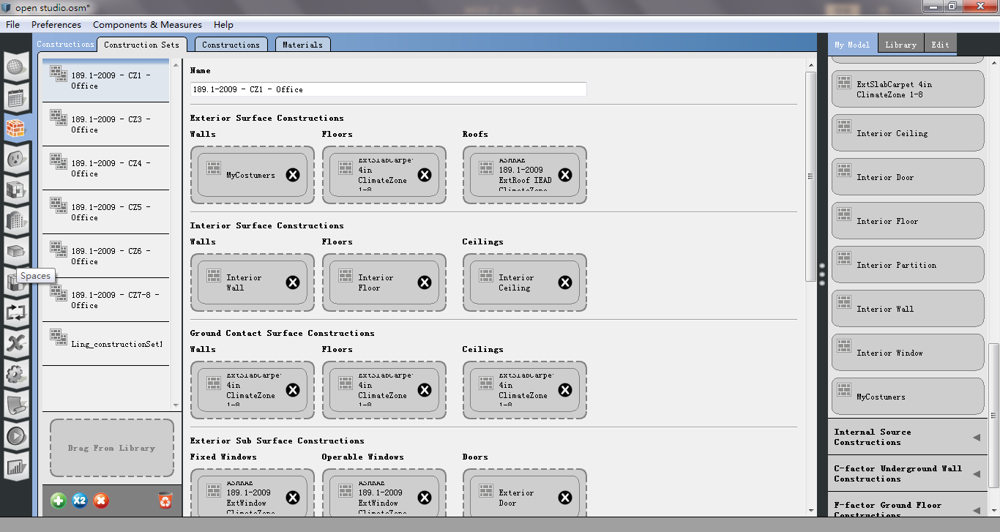 open studio.osm*
File Preferences Components & Measures Help
Constructions Construction Sets Constructions Materials
My Model Library Edit
189.1-2009 - CZ1 -
Office
189.1-2009 - CZ3 -
Office
189.1-2009 - CZ4 -
Office
189.1-2009 - CZ5 -
Office
189.1-2009 - CZ6 -
Office
Spaces
189.1-2009 - CZ7-8 -
Office
Ling_constructionSet1
Drag From Library
X2
Name
189.1-2009 - CZ1 - Office
Exterior Surface Constructions
Walls Floors Roofs
MyCostumers
ExtSlabCarpet
4in
ClimateZone
1-8
ASHRAE
189.1-2009
ExtRoof IEAD
ClimateZone
Interior Surface Constructions
Walls Floors Ceilings
Interior
Wall
Interior
Floor
Interior
Ceiling
Ground Contact Surface Constructions
Walls Floors Ceilings
ExtSlabCarpet
4in
ClimateZone
1-8
ExtSlabCarpet
4in
ClimateZone
1-8
ExtSlabCarpet
4in
ClimateZone
1-8
Exterior Sub Surface Constructions
Fixed Windows Operable Windows Doors
ASHRAE
189.1-2009
ExtWindow
ClimateZone
ASHRAE
189.1-2009
ExtWindow
ClimateZone
Exterior
Door
ExtSlabCarpet 4in
ClimateZone 1-8
Interior Ceiling
Interior Door
Interior Floor
Interior Partition
Interior Wall
Interior Window
MyCostumers
Internal Source
Constructions
C-factor Underground Wall
Constructions
F-factor Ground Floor
Constructions